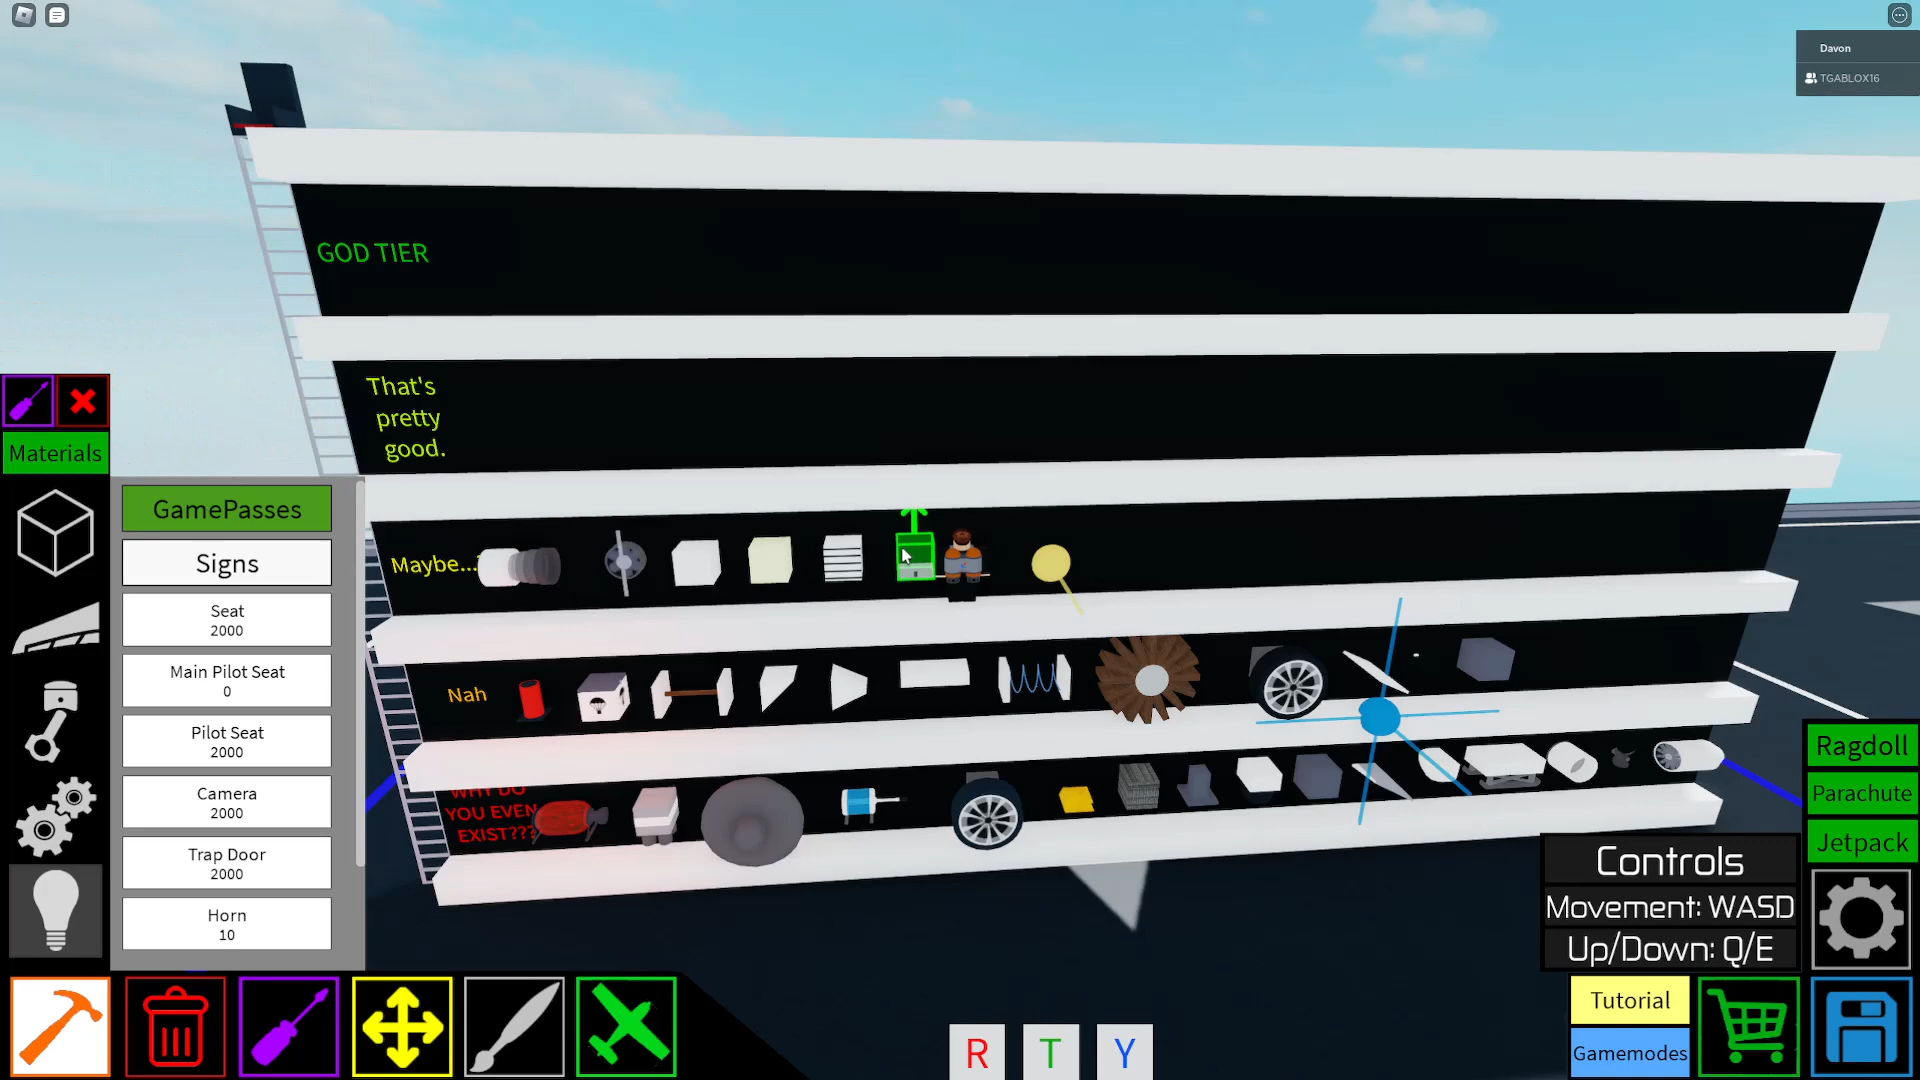 Davon
TGABLOX16
GOD TIER
That's
pretty
good.
Maybe...
Nah
WHY DO
YOU EVEN
EXIST???
Materials
GamePasses
Signs
Seat
2000
Main Pilot Seat
0
Pilot Seat
2000
Camera
2000
Trap Door
2000
Horn
10
Ragdoll
Parachute
Jetpack
Controls
Movement: WASD
Up/Down: Q/E
Tutorial
Gamemodes
R T Y